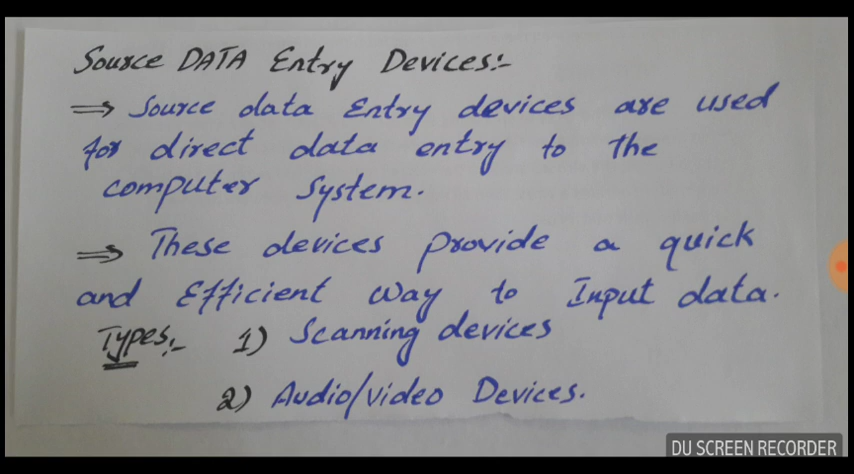 Source DATA Entry Devices:-
⇒ Source data Entry devices are used
for direct data entry to the
computer System.
⇒ These devices provide a quick
and Efficient Way to Input data.
Types:- 1) Scanning devices
2) Audio/video Devices.
DU SCREEN RECORDER